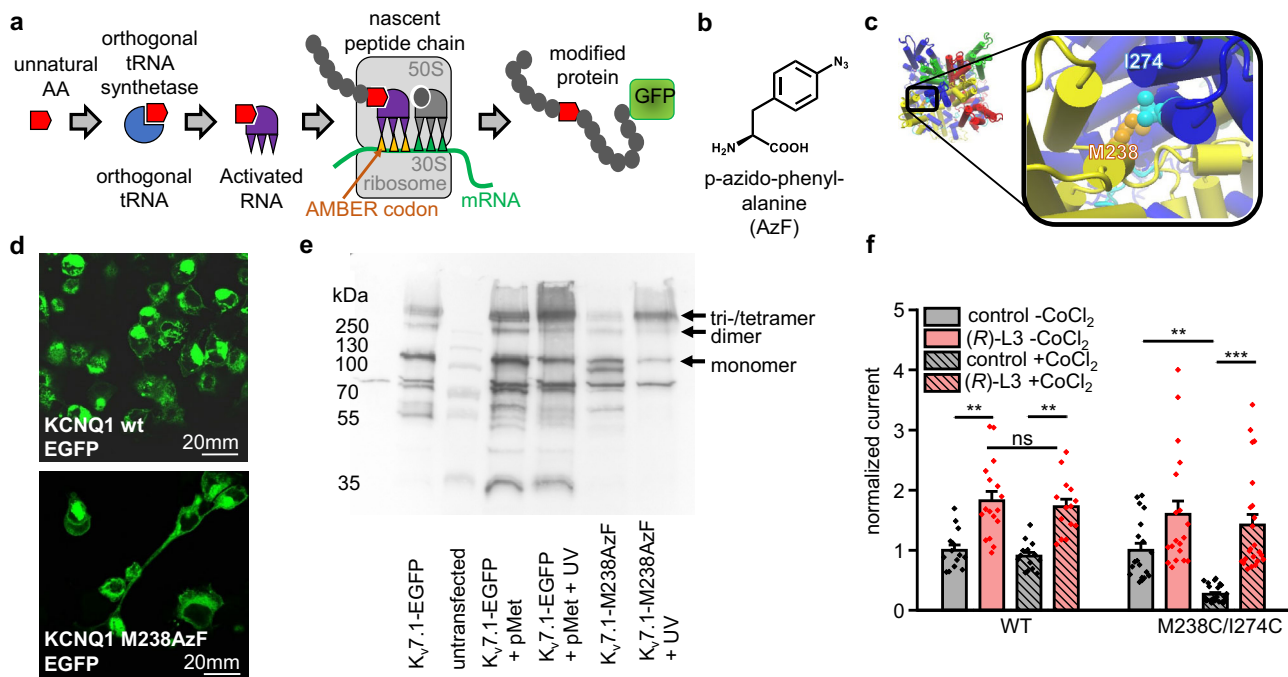 a
unnatural
AA
orthogonal
tRNA
synthetase
orthogonal
tRNA
Activated
RNA
nascent
peptide chain
50S
30S
ribosome
AMBER codon
mRNA
modified
protein
GFP
b
N₃
H₂N
COOH
p-azido-phenyl-
alanine
(AzF)
c
I274
M238
d
KCNQ1 wt
EGFP
20mm
KCNQ1 M238AzF
EGFP
20mm
e
kDa
250
130
100
70
55
35
tri-/tetramer
dimer
monomer
Kv7.1-EGFP
untransfected
Kv7.1-EGFP
+ pMet
Kv7.1-EGFP
+ pMet + UV
Kv7.1-M238AzF
Kv7.1-M238AzF
+ UV
f
normalized current
5
4
3
2
1
0
control -CoCl₂
(R)-L3 -CoCl₂
control +CoCl₂
(R)-L3 +CoCl₂
**
**
ns
**
***
WT
M238C/I274C